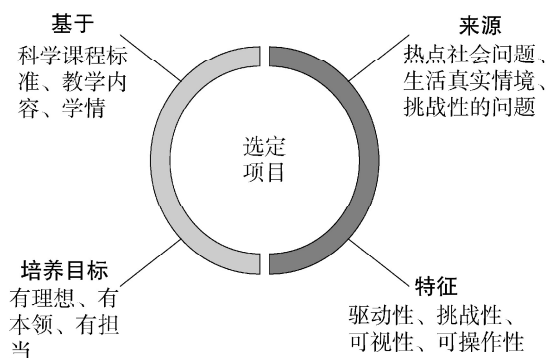 基于
科学课程标
准、教学内
容、学情
来源
热点社会问题、
生活真实情境、
挑战性的问题
选定
项目
培养目标
有理想、有
本领、有担
当
特征
驱动性、挑战性、
可视性、可操作性